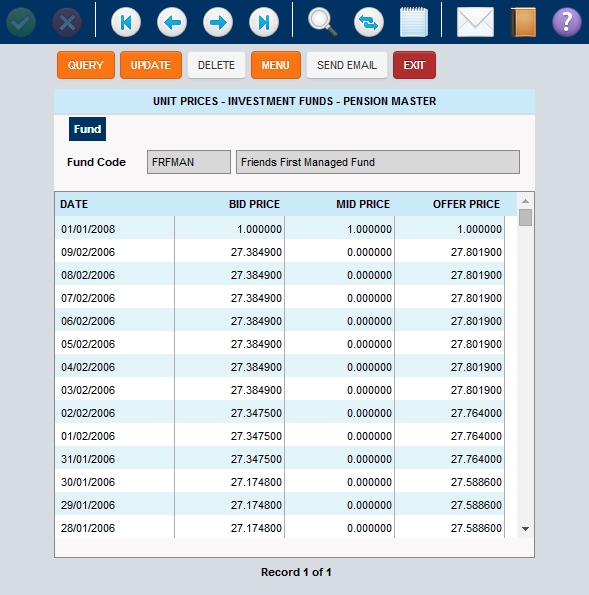 ?
QUERY UPDATE DELETE MENU SEND EMAIL EXIT
UNIT PRICES - INVESTMENT FUNDS - PENSION MASTER
Fund
Fund Code FRFMAN Friends First Managed Fund
DATE BID PRICE MID PRICE OFFER PRICE
01/01/2008 1.000000 1.000000 1.000000
09/02/2006 27.384900 0.000000 27.801900
08/02/2006 27.384900 0.000000 27.801900
07/02/2006 27.384900 0.000000 27.801900
06/02/2006 27.384900 0.000000 27.801900
05/02/2006 27.384900 0.000000 27.801900
04/02/2006 27.384900 0.000000 27.801900
03/02/2006 27.384900 0.000000 27.801900
02/02/2006 27.347500 0.000000 27.764000
01/02/2006 27.347500 0.000000 27.764000
31/01/2006 27.347500 0.000000 27.764000
30/01/2006 27.174800 0.000000 27.588600
29/01/2006 27.174800 0.000000 27.588600
28/01/2006 27.174800 0.000000 27.588600
Record 1 of 1